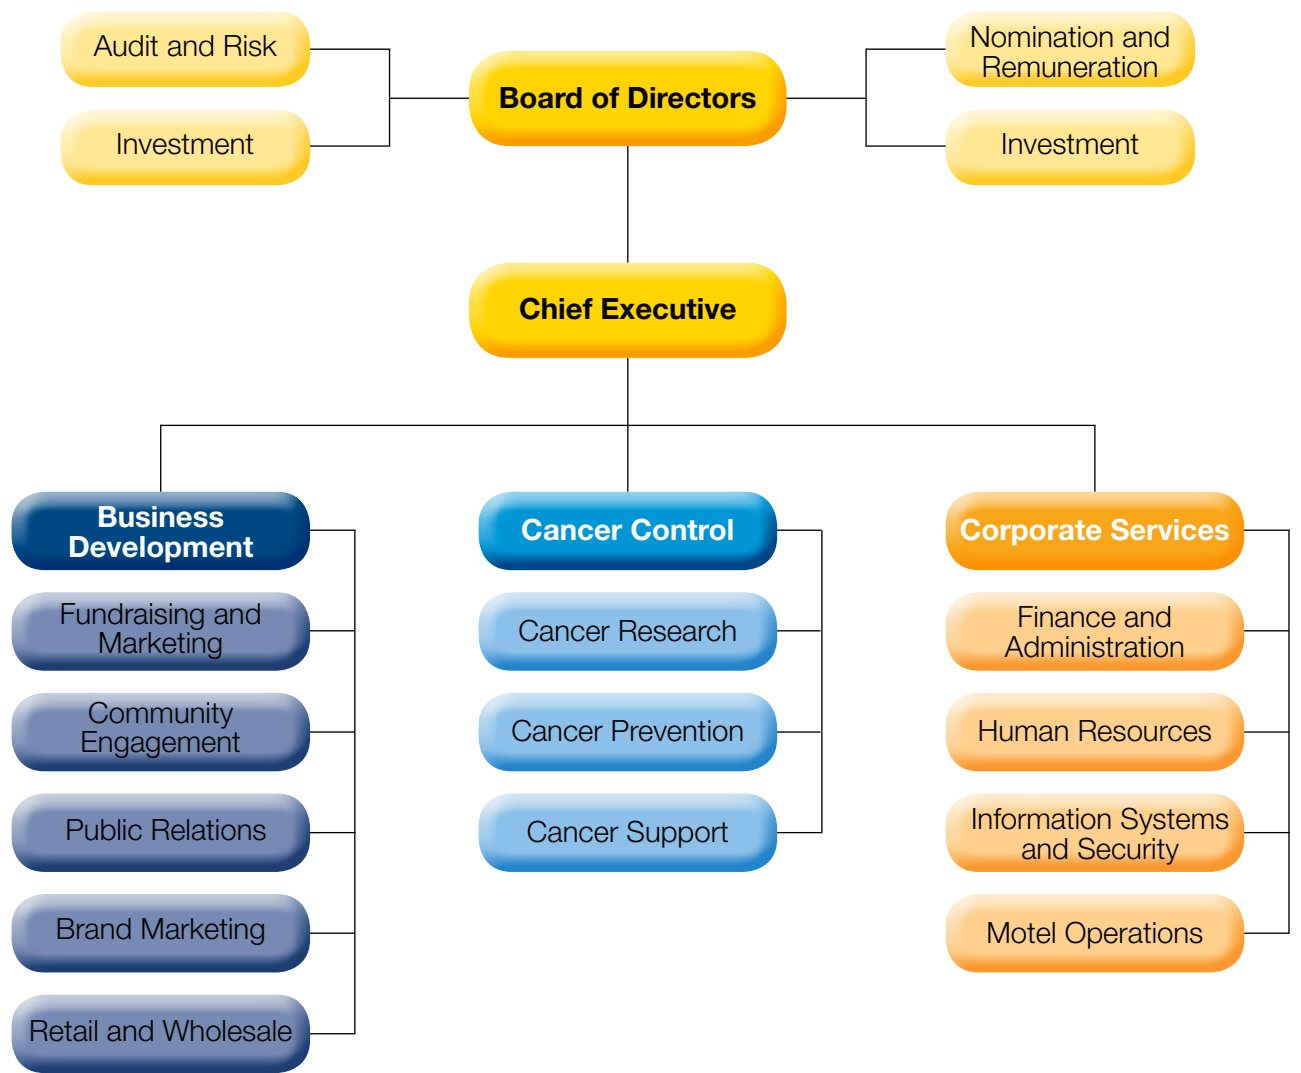 Audit and Risk
Investment
Board of Directors
Nomination and
Remuneration
Investment
Chief Executive
Business
Development
Fundraising and
Marketing
Community
Engagement
Public Relations
Brand Marketing
Retail and Wholesale
Cancer Control
Cancer Research
Cancer Prevention
Cancer Support
Corporate Services
Finance and
Administration
Human Resources
Information Systems
and Security
Motel Operations